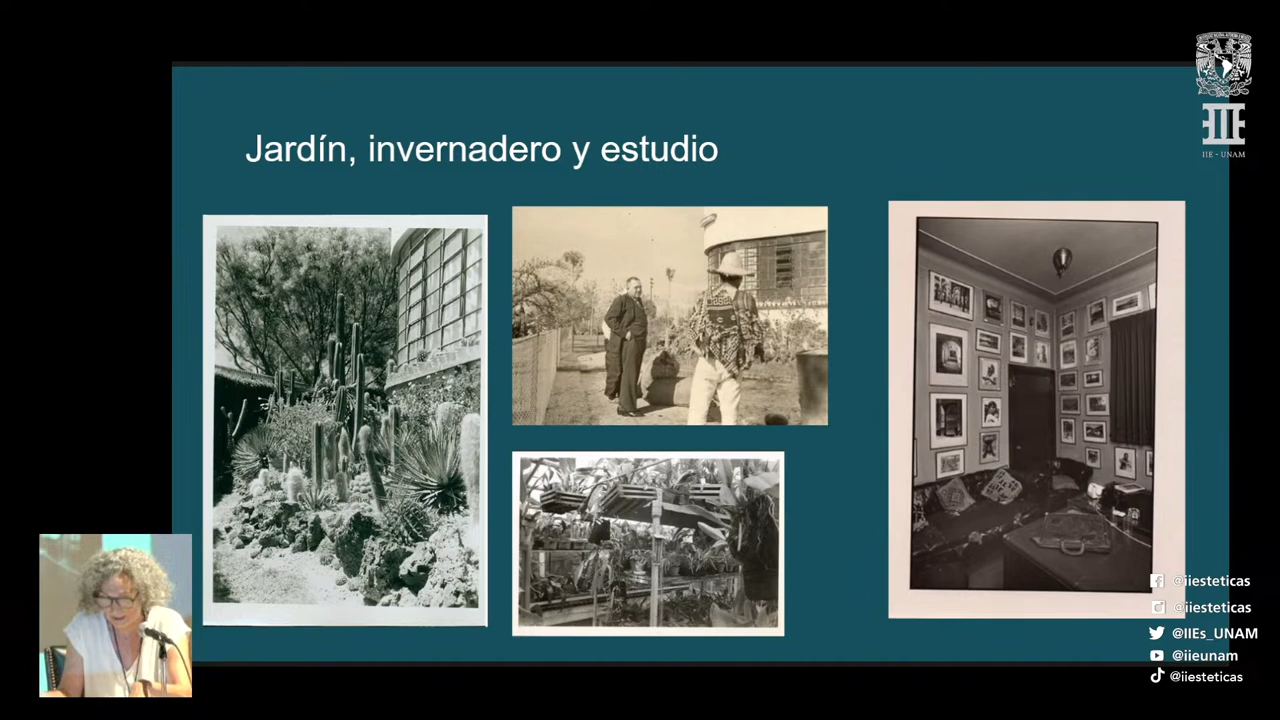 Jardín, invernadero y estudio
IIE - UNAM
@iiesteticas
@iiesteticas
@IIEs_UNAM
@iieunam
@iiesteticas